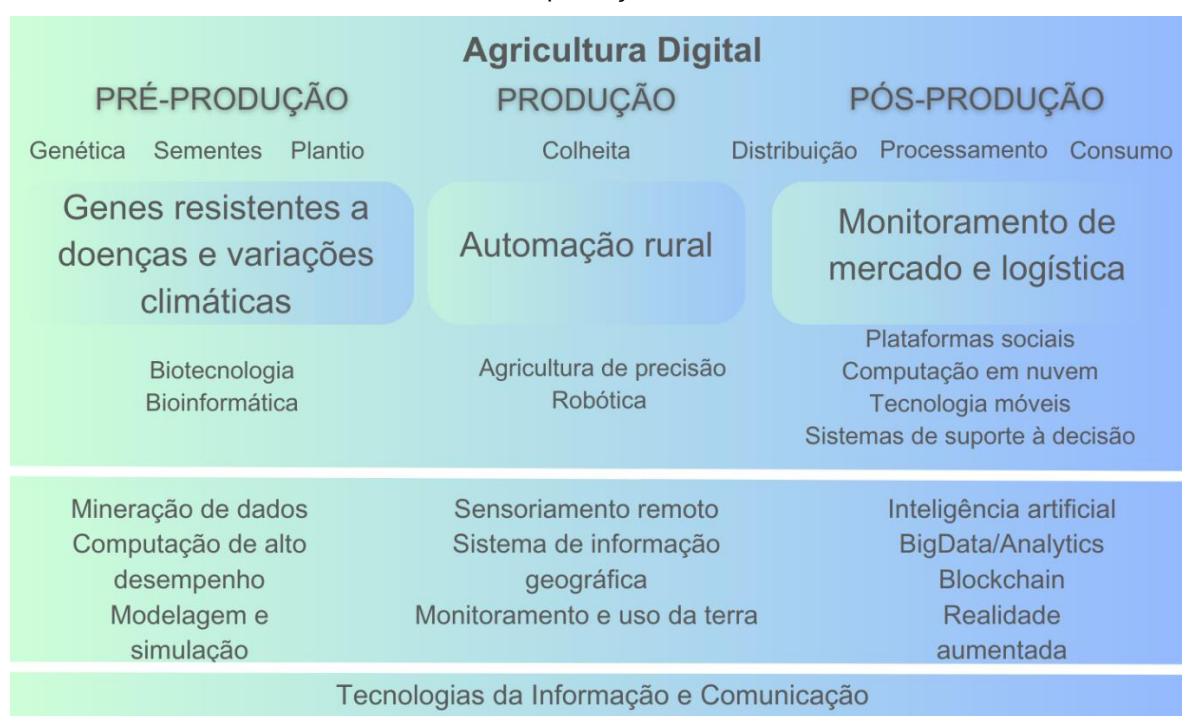 Agricultura Digital
PRÉ-PRODUÇÃO
PRODUÇÃO
PÓS-PRODUÇÃO
Genética Sementes Plantio
Colheita
Distribuição Processamento Consumo
Genes resistentes a
doenças e variações
climáticas
Automação rural
Monitoramento de
mercado e logística
Biotecnologia
Bioinformática
Agricultura de precisão
Robótica
Plataformas sociais
Computação em nuvem
Tecnologia móveis
Sistemas de suporte à decisão
Mineração de dados
Computação de alto
desempenho
Modelagem e
simulação
Sensoriamento remoto
Sistema de informação
geográfica
Monitoramento e uso da terra
Inteligência artificial
BigData/Analytics
Blockchain
Realidade
aumentada
Tecnologias da Informação e Comunicação